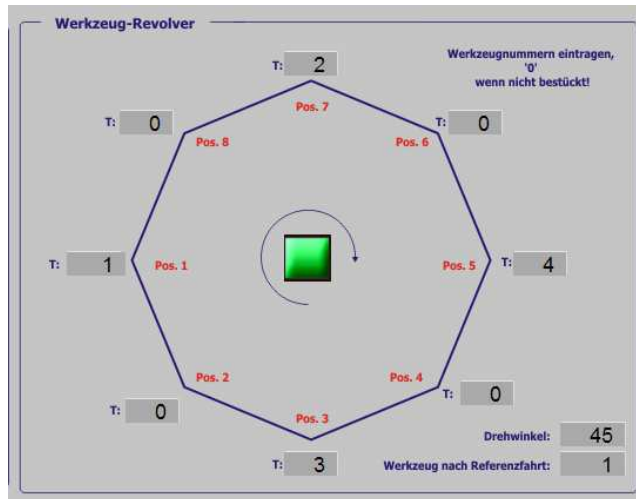 Werkzeug-Revolver
Werkzeugnummern eintragen,
'0'
wenn nicht bestückt!
T: 2
Pos. 7
T: 0
Pos. 8
T: 0
Pos. 6
T: 1
Pos. 1
Pos. 5
T: 4
Pos. 2
T: 0
Pos. 4
T: 0
Pos. 3
T: 3
Drehwinkel: 45
Werkzeug nach Referenzfahrt: 1